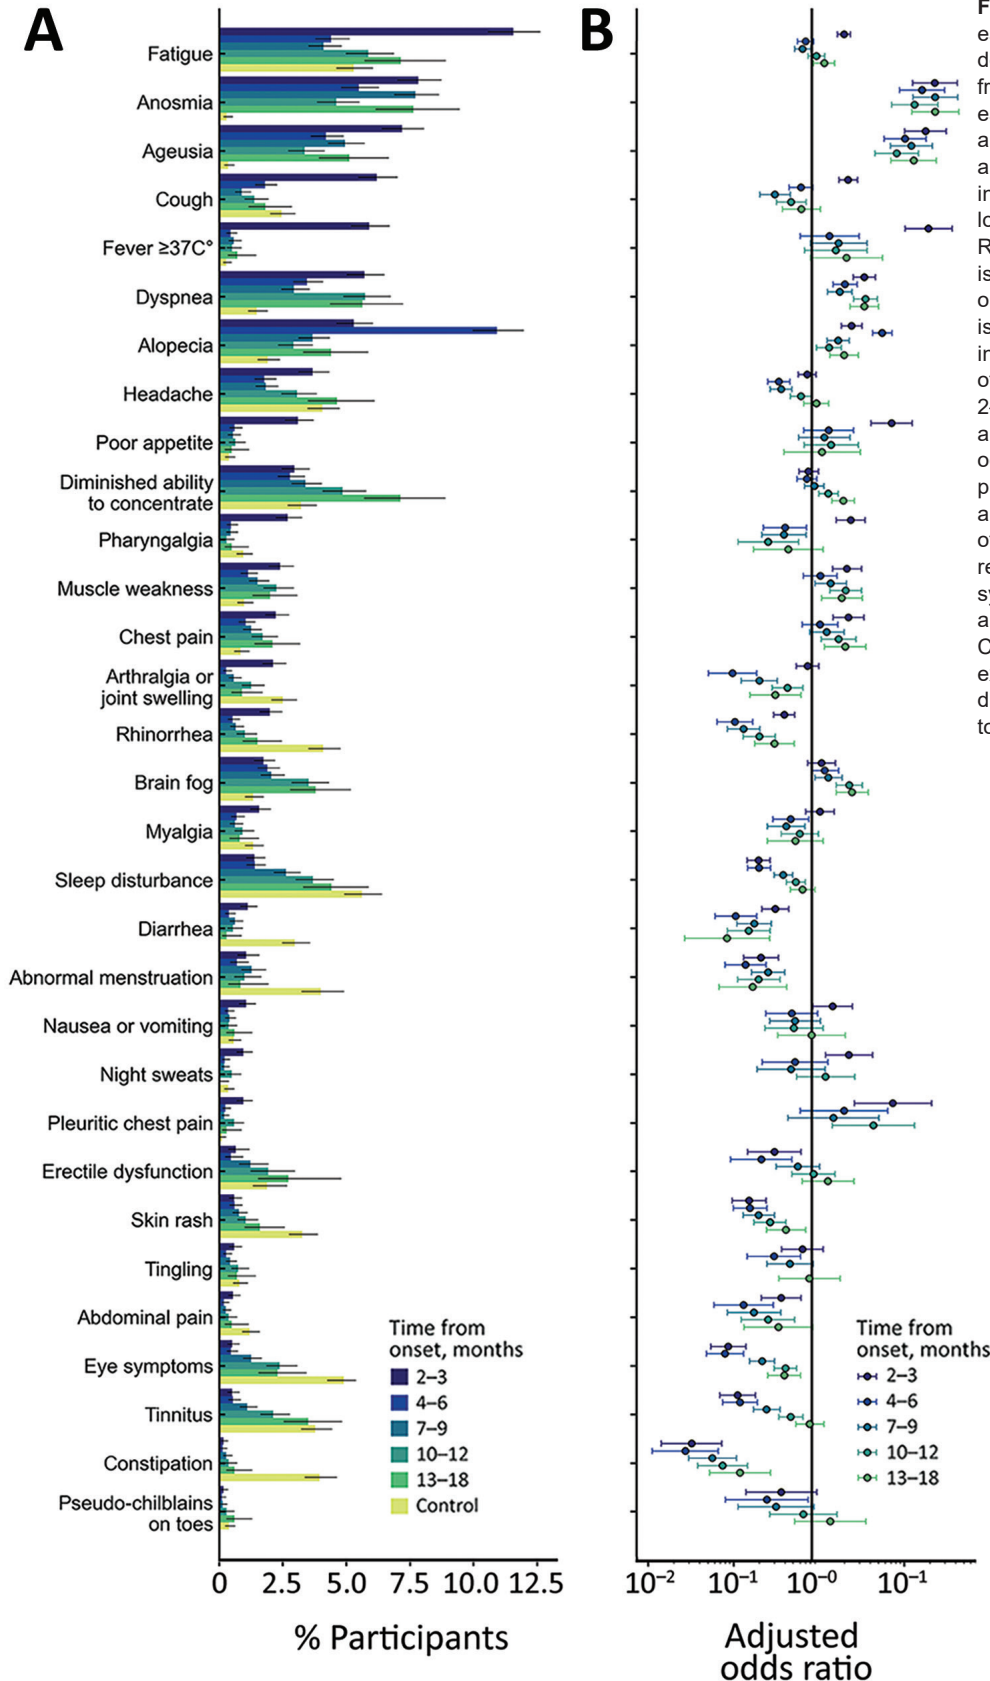 A
Fatigue
Anosmia
Ageusia
Cough
Fever ≥37C°
Dyspnea
Alopecia
Headache
Poor appetite
Diminished ability
to concentrate
Pharyngalgia
Muscle weakness
Chest pain
Arthralgia or
joint swelling
Rhinorrhea
Brain fog
Myalgia
Sleep disturbance
Diarrhea
Abnormal menstruation
Nausea or vomiting
Night sweats
Pleuritic chest pain
Erectile dysfunction
Skin rash
Tingling
Abdominal pain
Eye symptoms
Tinnitus
Constipation
Pseudo-chilblains
on toes
Time from
onset, months
2–3
4–6
7–9
10–12
13–18
Control
0 2.5 5.0 7.5 10.0 12.5
% Participants
B
Time from
onset, months
2–3
4–6
7–9
10–12
13–18
10⁻² 10⁻¹ 10⁻⁰ 10⁻¹
Adjusted
odds ratio